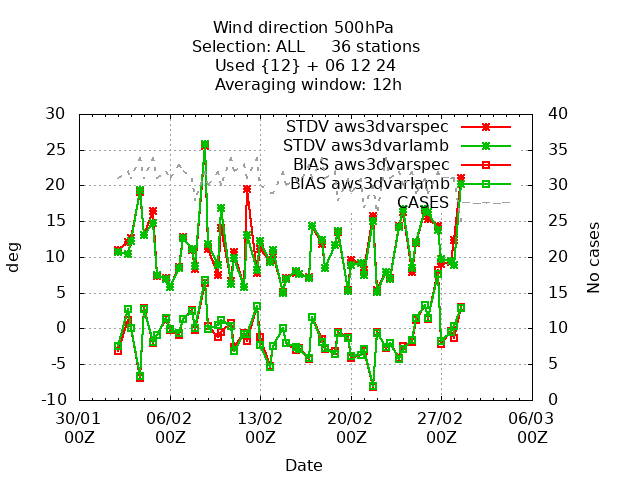 Wind direction 500hPa
Selection: ALL 36 stations
Used {12} + 06 12 24
Averaging window: 12h
30 40
STDV aws3dvarspec
25 35
STDV aws3dvarlamb
BIAS aws3dvarspec
20 30
BIAS aws3dvarlamb
CASES
15 25
deg
10 20
No cases
5 15
0 10
-5 5
-10 0
30/01 06/02 13/02 20/02 27/02 06/03
00Z 00Z 00Z 00Z 00Z 00Z
Date